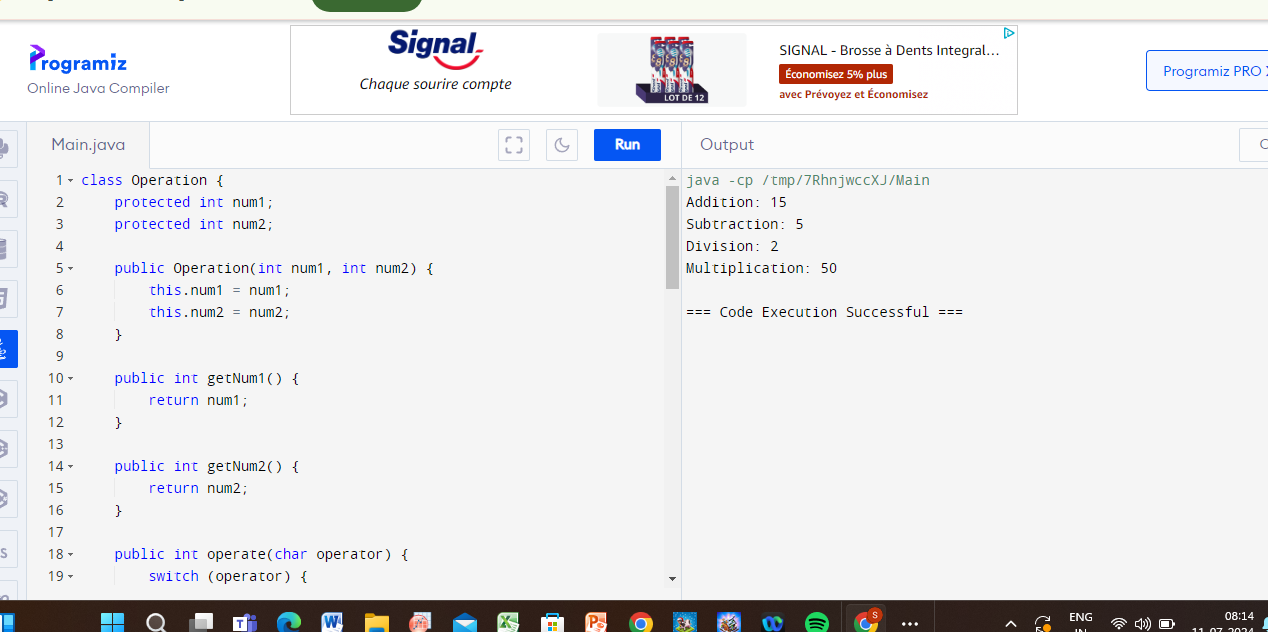 Signal
Chaque sourire compte
LOT DE 12
SIGNAL - Brosse à Dents Integral...
Économisez 5% plus
avec Prévoyez et Économisez
Programiz
Online Java Compiler
Programiz PRO
Main.java
Run
Output
1 class Operation {
2 protected int num1;
3 protected int num2;
4
5 public Operation(int num1, int num2) {
6 this.num1 = num1;
7 this.num2 = num2;
8 }
9
10 public int getNum1() {
11 return num1;
12 }
13
14 public int getNum2() {
15 return num2;
16 }
17
18 public int operate(char operator) {
19 switch (operator) {
java -cp /tmp/7RhnjwccXJ/Main
Addition: 15
Subtraction: 5
Division: 2
Multiplication: 50
=== Code Execution Successful ===
ENG
IN
08:14
11-07-2024